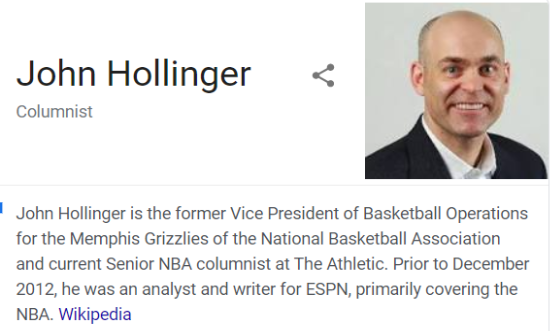 John Hollinger
Columnist
John Hollinger is the former Vice President of Basketball Operations
for the Memphis Grizzlies of the National Basketball Association
and current Senior NBA columnist at The Athletic. Prior to December
2012, he was an analyst and writer for ESPN, primarily covering the
NBA. Wikipedia